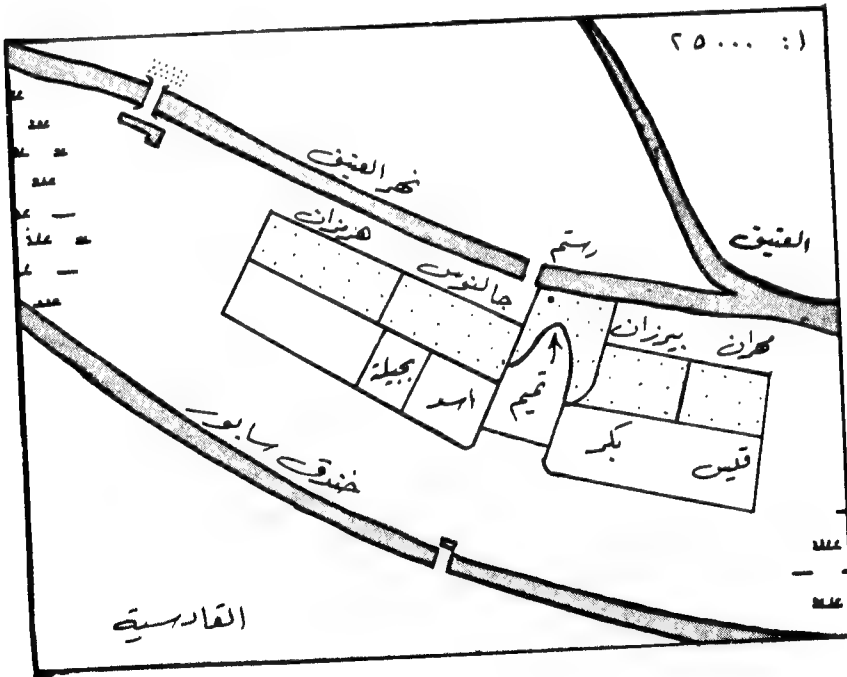 ١: ٢٥٠٠٠
نهر العتيق
العتيق
رستم
هرمزان
جالنوس
بيرزان
مهران
بجيلة
اسد
تميم
بكر
قيس
خندق سابور
القادسية